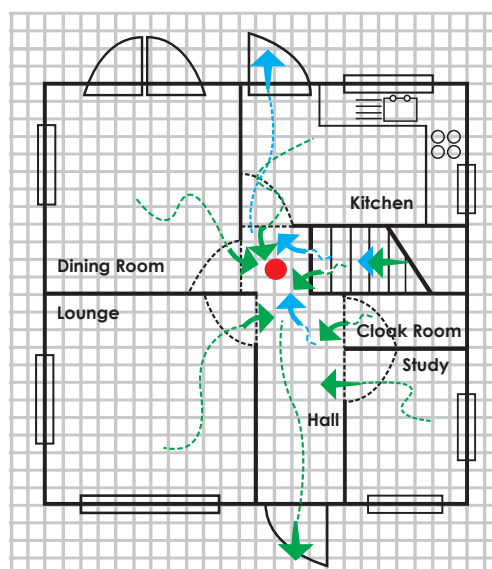 Kitchen
Dining Room
Lounge
Cloak Room
Study
Hall